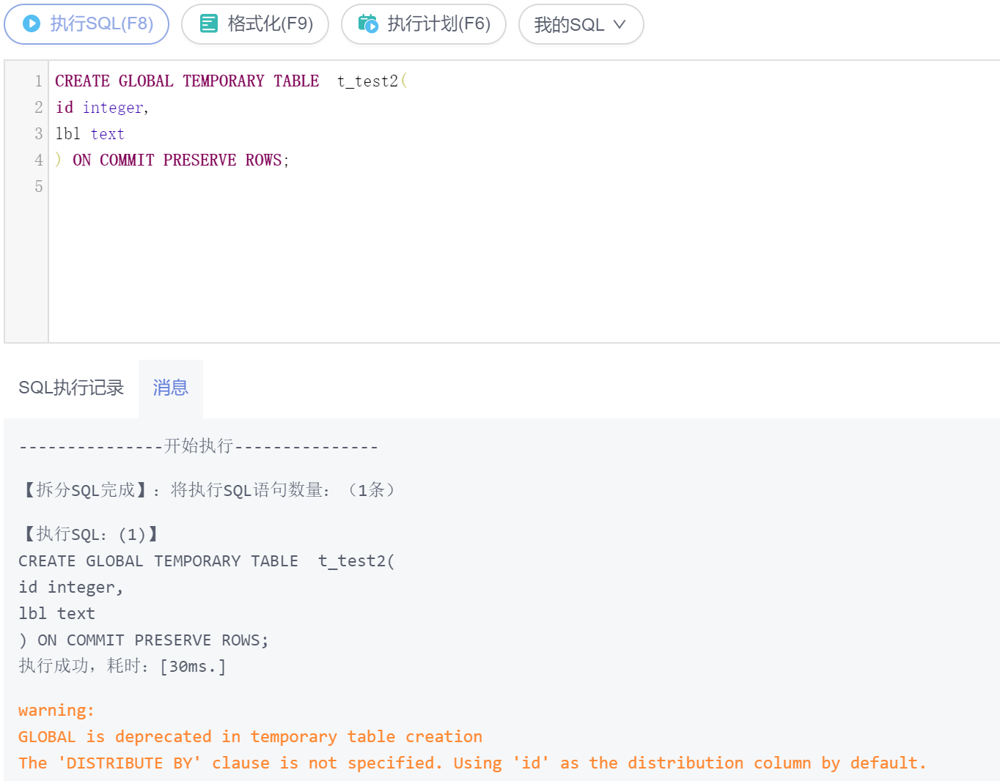 执行SQL(F8) 格式化(F9) 执行计划(F6) 我的SQL
1 CREATE GLOBAL TEMPORARY TABLE  t_test2(
2 id integer,
3 lbl text
4 ) ON COMMIT PRESERVE ROWS;
5
SQL执行记录 消息
---------------开始执行---------------
【拆分SQL完成】：将执行SQL语句数量：（1条）
【执行SQL：(1)】
CREATE GLOBAL TEMPORARY TABLE  t_test2(
id integer,
lbl text
) ON COMMIT PRESERVE ROWS;
执行成功，耗时：[30ms.]
warning:
GLOBAL is deprecated in temporary table creation
The 'DISTRIBUTE BY' clause is not specified. Using 'id' as the distribution column by default.